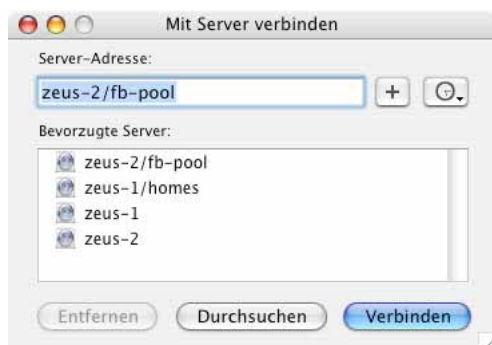 Mit Server verbinden
Server-Adresse:
zeus-2/fb-pool
+
Bevorzugte Server:
zeus-2/fb-pool
zeus-1/homes
zeus-1
zeus-2
Entfernen Durchsuchen Verbinden